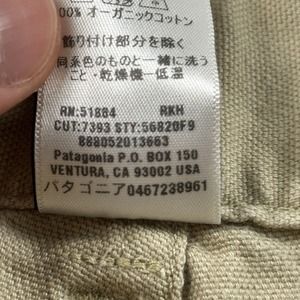 00% オーガニックコットン
飾り付け部分を除く
同系色のものと一緒に洗う
こと・乾燥機ー低温
RN:51884 RKH
CUT:7393 STY:56820F9
888052013663
Patagonia P.O. BOX 150
VENTURA, CA 93002 USA
パタゴニア0467238961